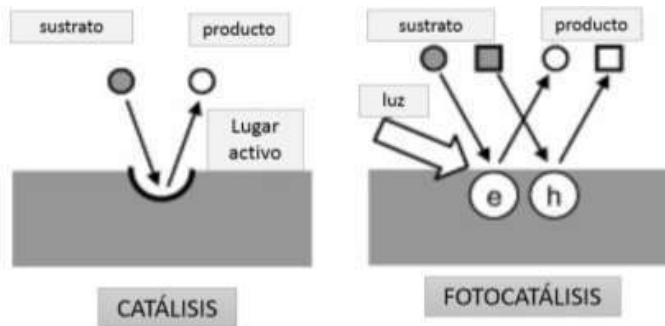 sustrato
producto
Lugar
activo
CATÁLISIS
sustrato
producto
luz
e
h
FOTOCATÁLISIS